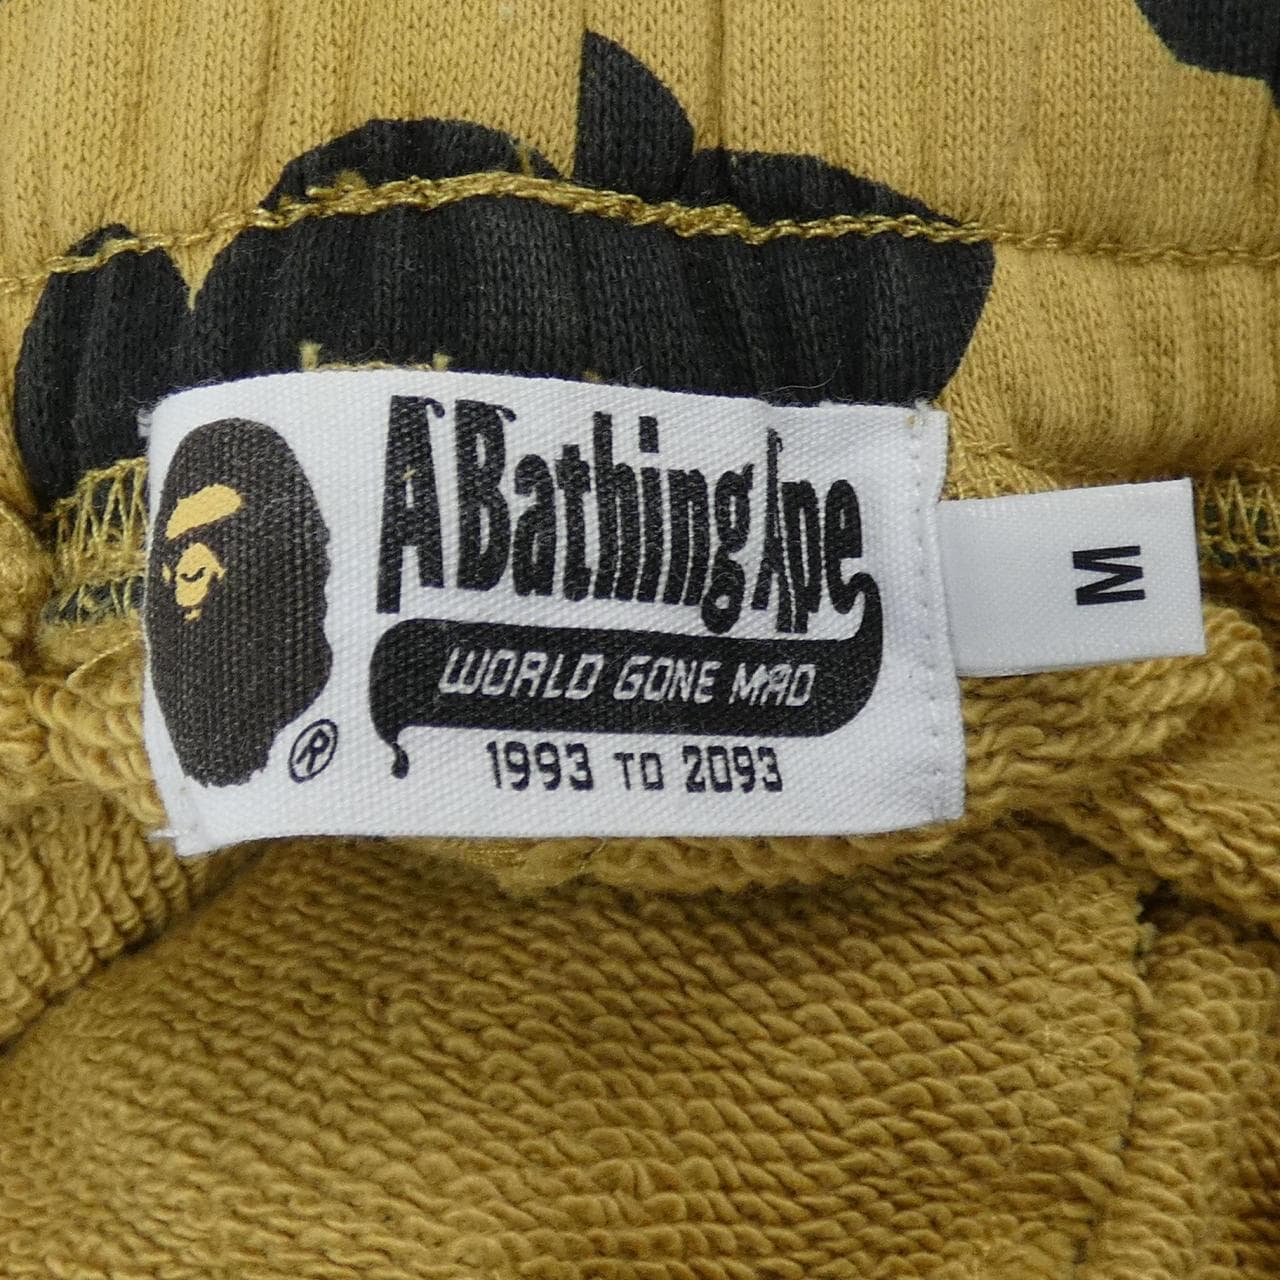 A Bathing Ape
WORLD GONE MAD
1993 TO 2093
®
M